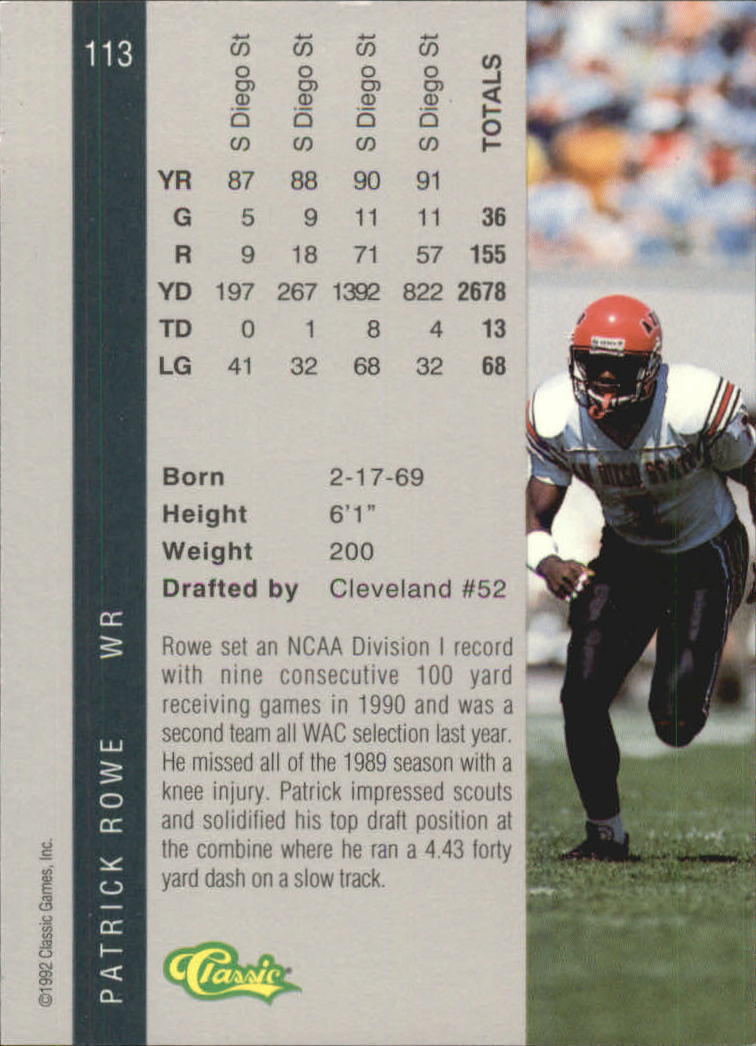 113
S Diego St S Diego St S Diego St S Diego St TOTALS
YR 87 88 90 91
G 5 9 11 11 36
R 9 18 71 57 155
YD 197 267 1392 822 2678
TD 0 1 8 4 13
LG 41 32 68 32 68
Born 2-17-69
Height 6'1"
Weight 200
Drafted by Cleveland #52
Rowe set an NCAA Division I record
with nine consecutive 100 yard
receiving games in 1990 and was a
second team all WAC selection last year.
He missed all of the 1989 season with a
knee injury. Patrick impressed scouts
and solidified his top draft position at
the combine where he ran a 4.43 forty
yard dash on a slow track.
Classic
PATRICK ROWE WR
©1992 Classic Games, Inc.
AN DIEGO STATE